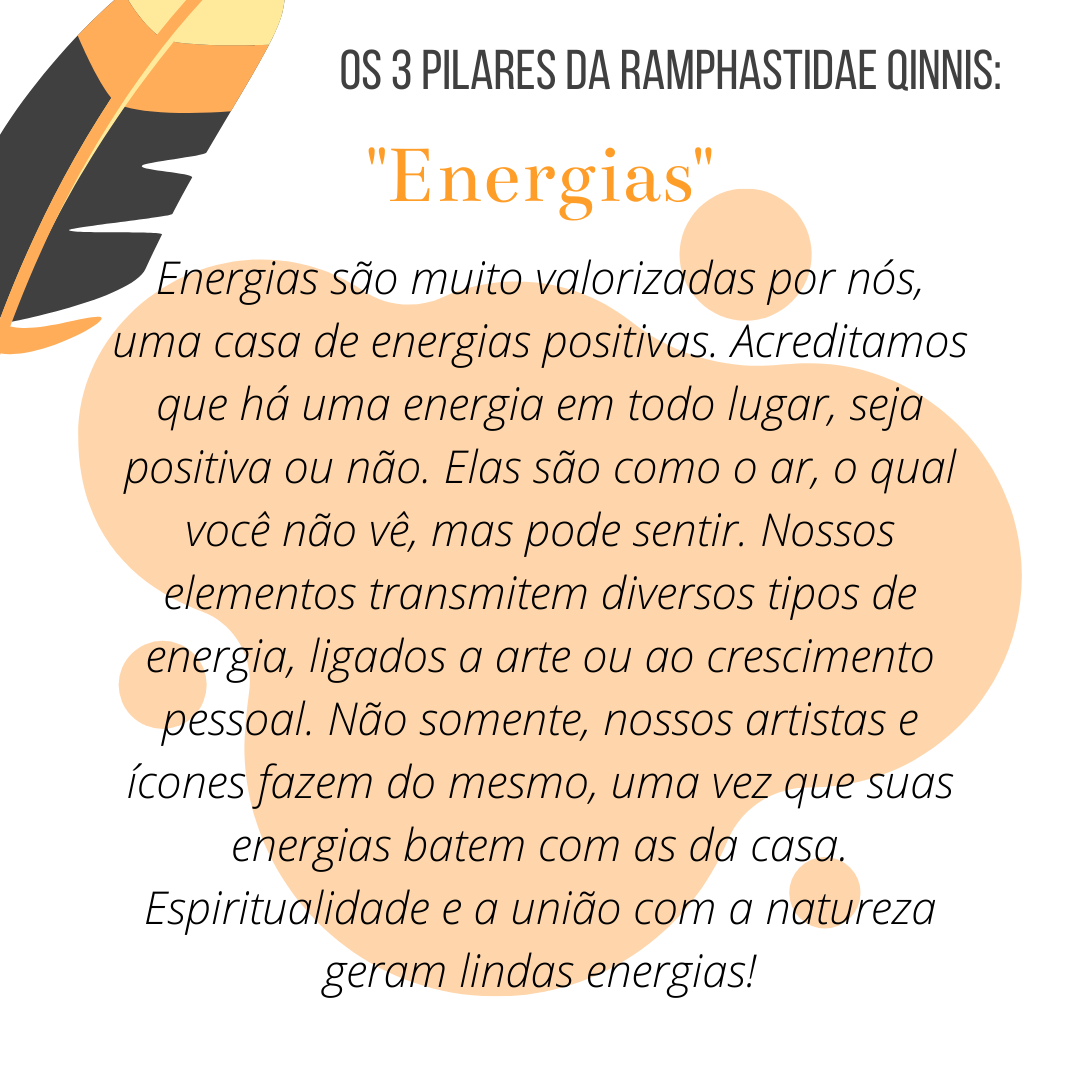 OS 3 PILARES DA RAMPHASTIDAE QINNIS:
"Energias"
Energias são muito valorizadas por nós,
uma casa de energias positivas. Acreditamos
que há uma energia em todo lugar, seja
positiva ou não. Elas são como o ar, o qual
você não vê, mas pode sentir. Nossos
elementos transmitem diversos tipos de
energia, ligados a arte ou ao crescimento
pessoal. Não somente, nossos artistas e
ícones fazem do mesmo, uma vez que suas
energias batem com as da casa.
Espiritualidade e a união com a natureza
geram lindas energias!